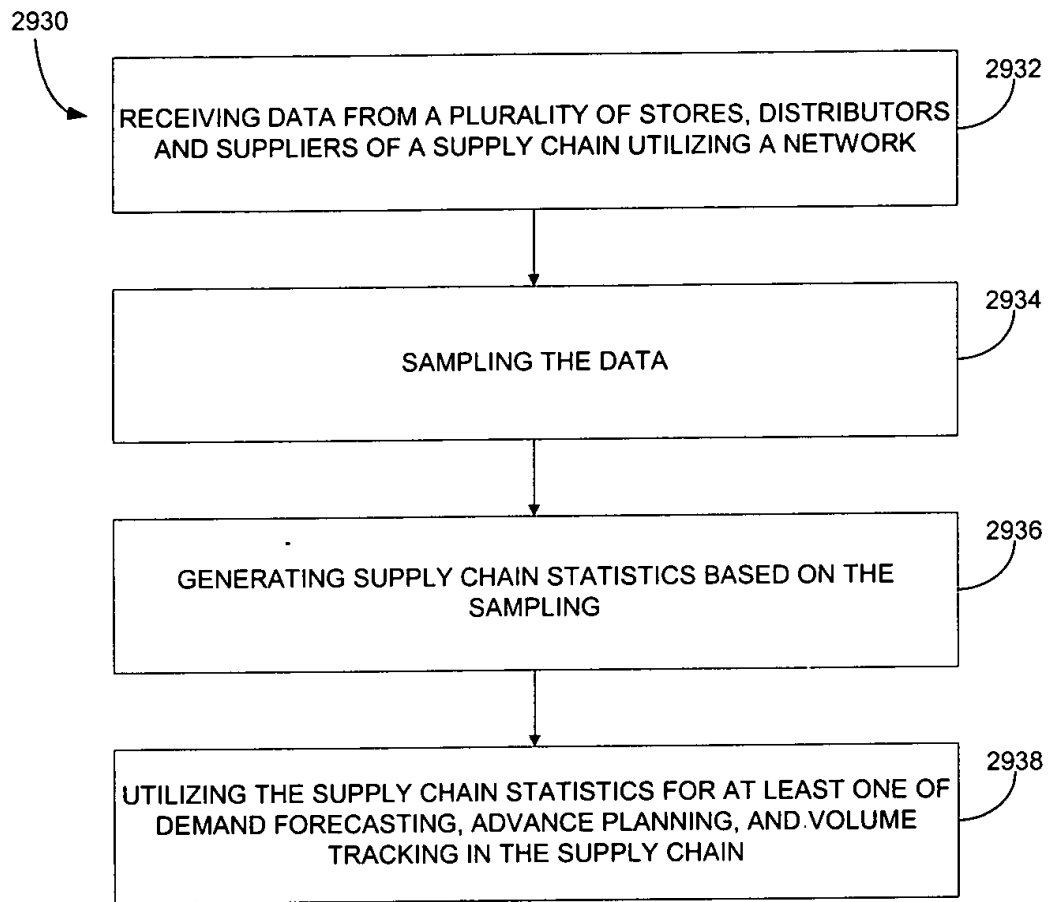 2930
2932
RECEIVING DATA FROM A PLURALITY OF STORES, DISTRIBUTORS
AND SUPPLIERS OF A SUPPLY CHAIN UTILIZING A NETWORK
2934
SAMPLING THE DATA
2936
GENERATING SUPPLY CHAIN STATISTICS BASED ON THE
SAMPLING
2938
UTILIZING THE SUPPLY CHAIN STATISTICS FOR AT LEAST ONE OF
DEMAND FORECASTING, ADVANCE PLANNING, AND VOLUME
TRACKING IN THE SUPPLY CHAIN